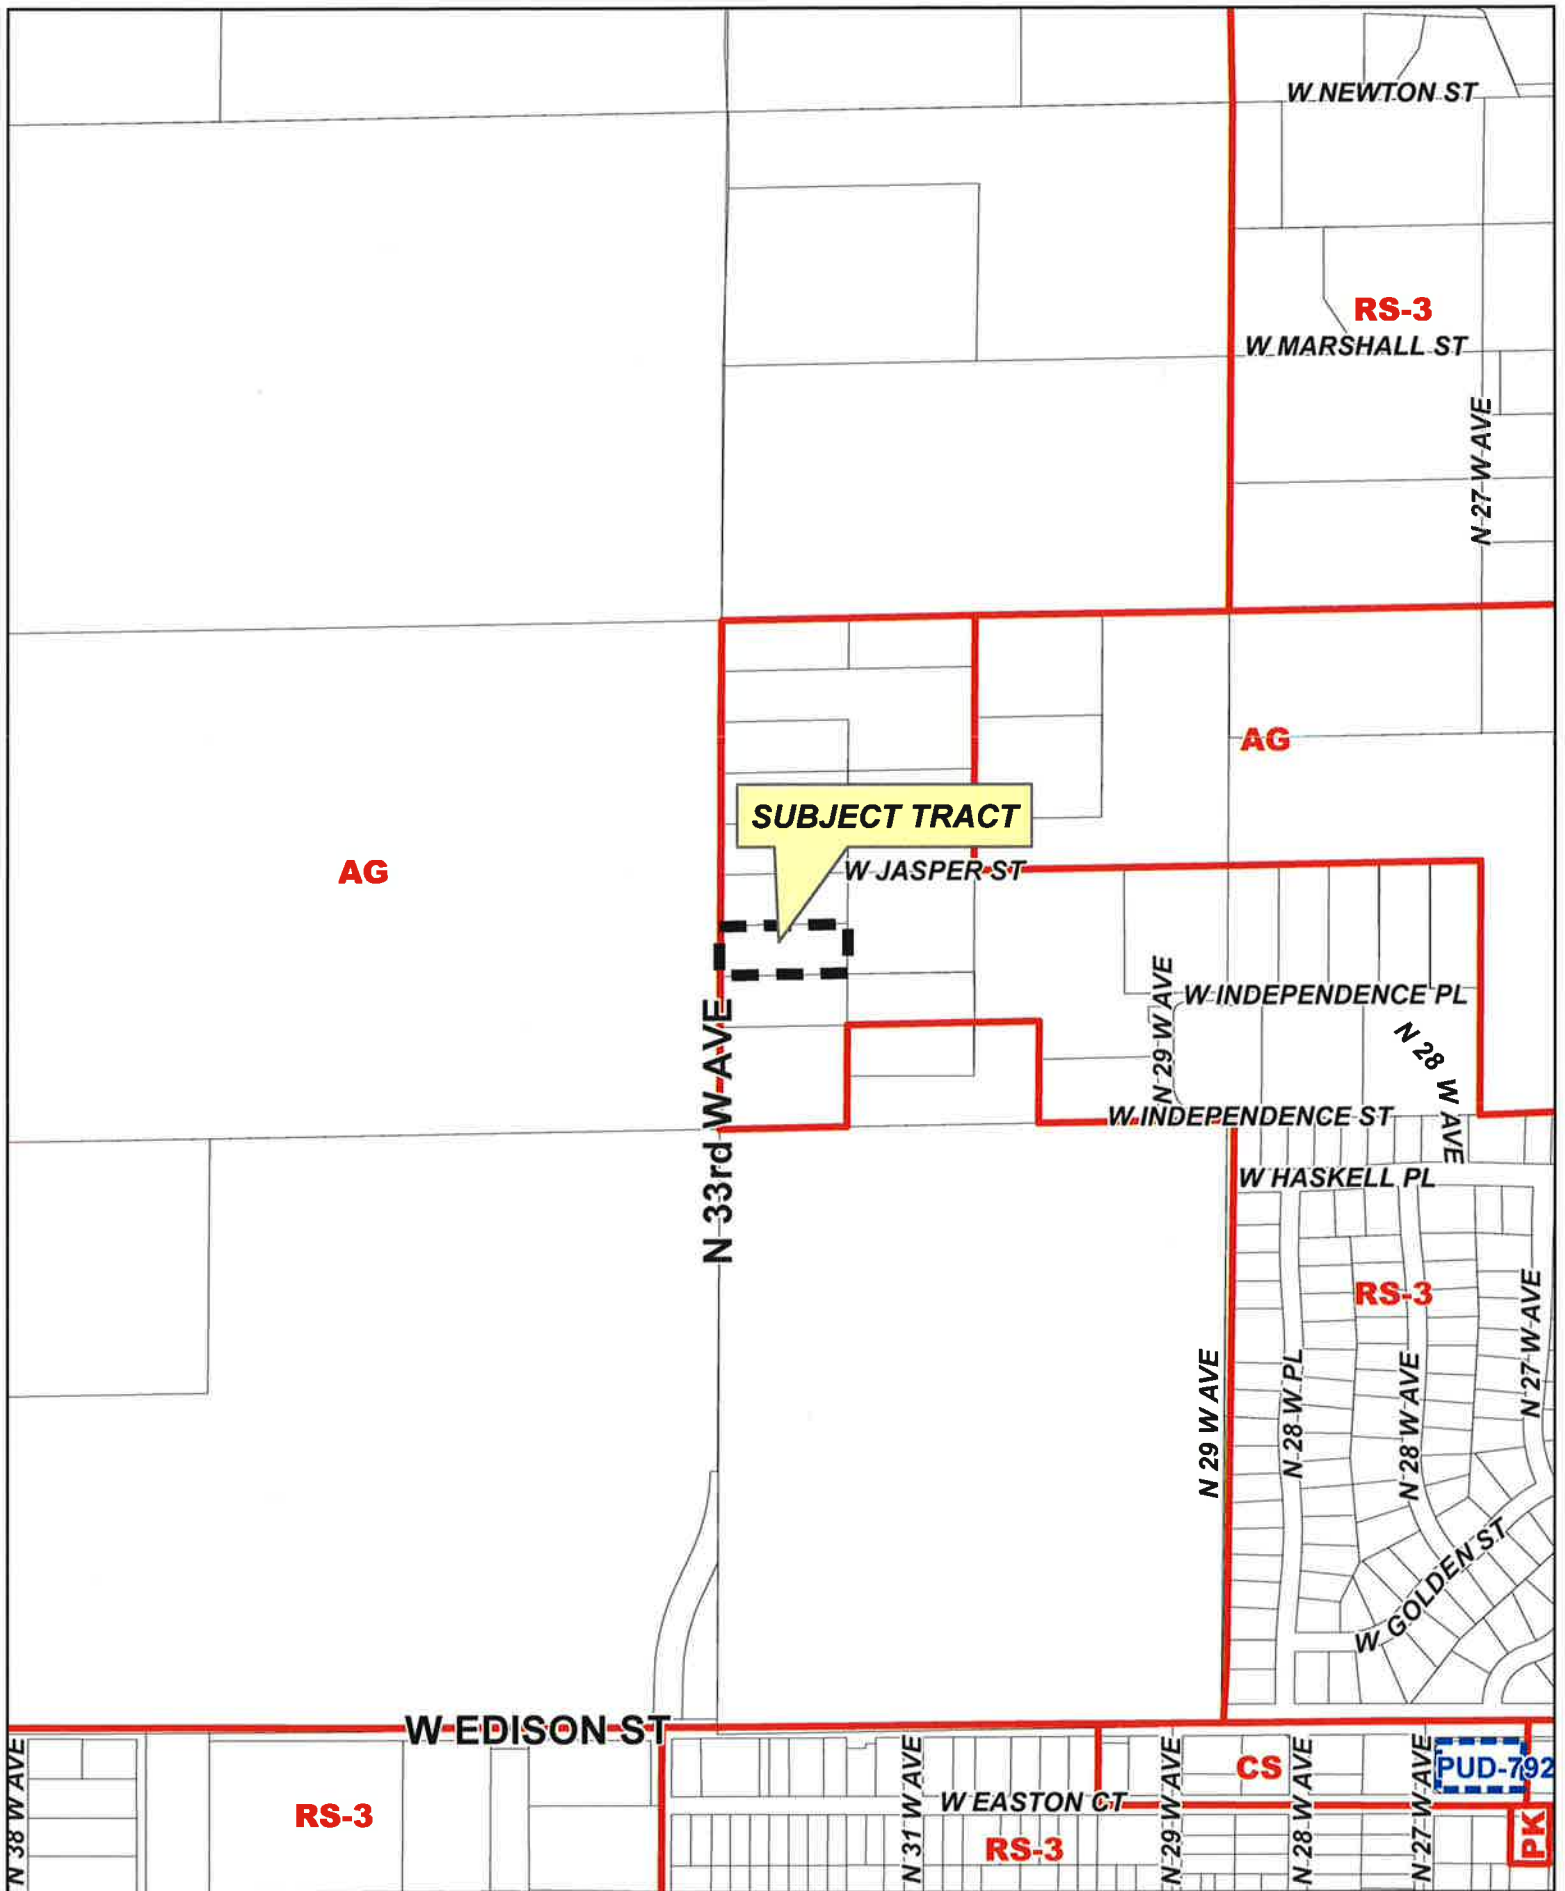 W NEWTON ST
RS-3
W MARSHALL ST
N 27 W AVE
AG
SUBJECT TRACT
AG
W JASPER ST
N 29 W AVE
W INDEPENDENCE PL
N 28 W AVE
N 33rd W AVE
W INDEPENDENCE ST
W HASKELL PL
RS-3
N 27 W AVE
N 29 W AVE
N 28 W PL
N 28 W AVE
W GOLDEN ST
W EDISON ST
N 38 W AVE
RS-3
N 31 W AVE
W EASTON CT
RS-3
N 29 W AVE
CS
N 28 W AVE
N 27 W AVE
PUD-792
PK